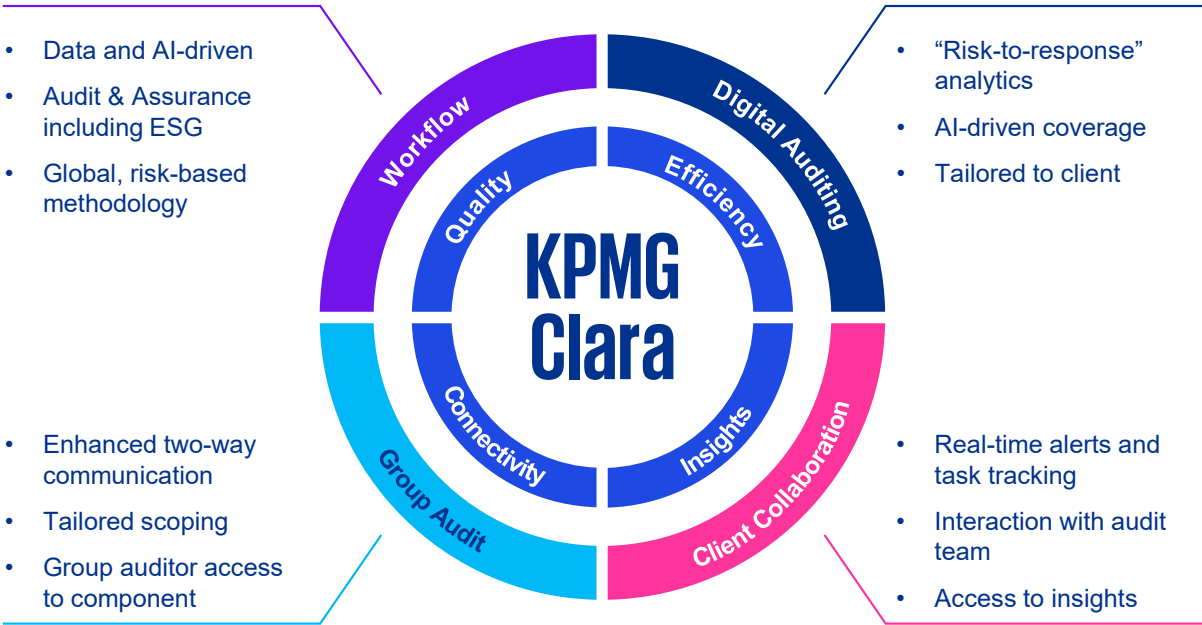 • Data and AI-driven
• Audit & Assurance
including ESG
• Global, risk-based
methodology
Workflow
Digital Auditing
• “Risk-to-response”
analytics
• AI-driven coverage
• Tailored to client
Quality
Efficiency
KPMG
Clara
Connectivity
Insights
• Enhanced two-way
communication
• Tailored scoping
• Group auditor access
to component
Group Audit
Client Collaboration
• Real-time alerts and
task tracking
• Interaction with audit
team
• Access to insights